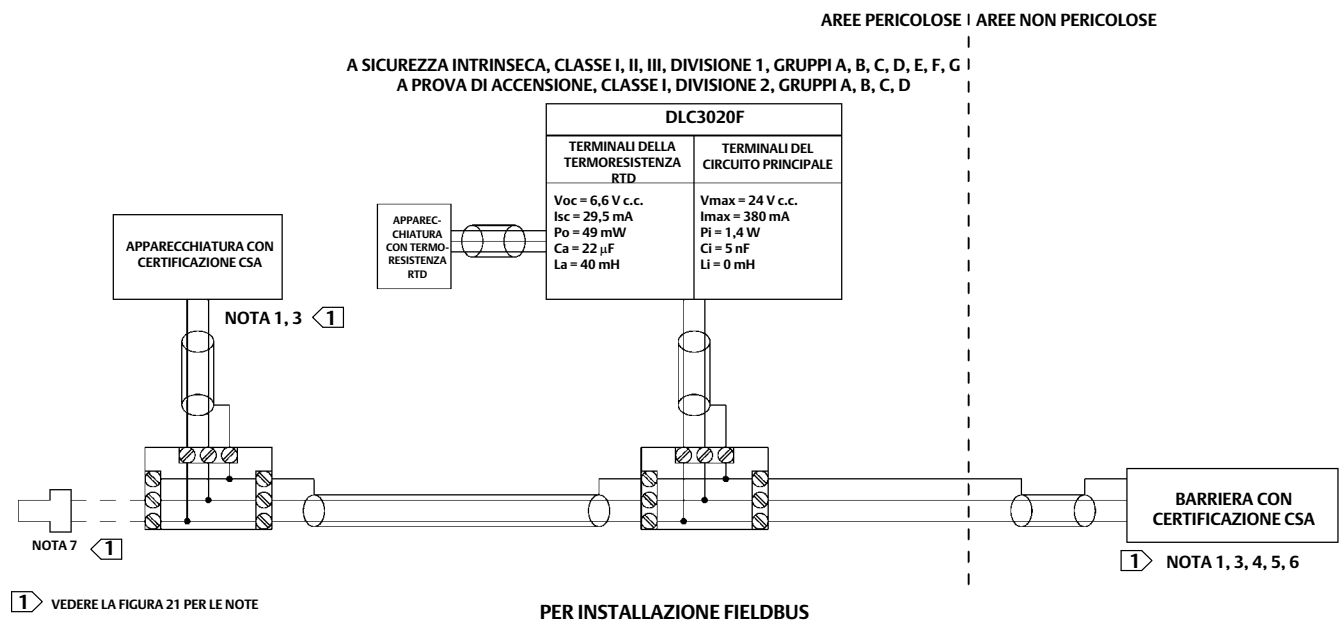 AREE PERICOLOSE
AREE NON PERICOLOSE
A SICUREZZA INTRINSECA, CLASSE I, II, III, DIVISIONE 1, GRUPPI A, B, C, D, E, F, G
A PROVA DI ACCENSIONE, CLASSE I, DIVISIONE 2, GRUPPI A, B, C, D
DLC3020F
TERMINALI DELLA
TERMORESISTENZA
RTD
Voc = 6,6 V c.c.
Isc = 29,5 mA
Po = 49 mW
Ca = 22 μF
La = 40 mH
TERMINALI DEL
CIRCUITO PRINCIPALE
Vmax = 24 V c.c.
Imax = 380 mA
Pi = 1,4 W
Ci = 5 nF
Li = 0 mH
APPAREC-
CHIATURA
CON TERMO-
RESISTENZA
RTD
APPARECCHIATURA CON
CERTIFICAZIONE CSA
NOTA 1, 3 1
BARRIERA CON
CERTIFICAZIONE CSA
1 NOTA 1, 3, 4, 5, 6
NOTA 7 1
1 VEDERE LA FIGURA 21 PER LE NOTE
PER INSTALLAZIONE FIELDBUS